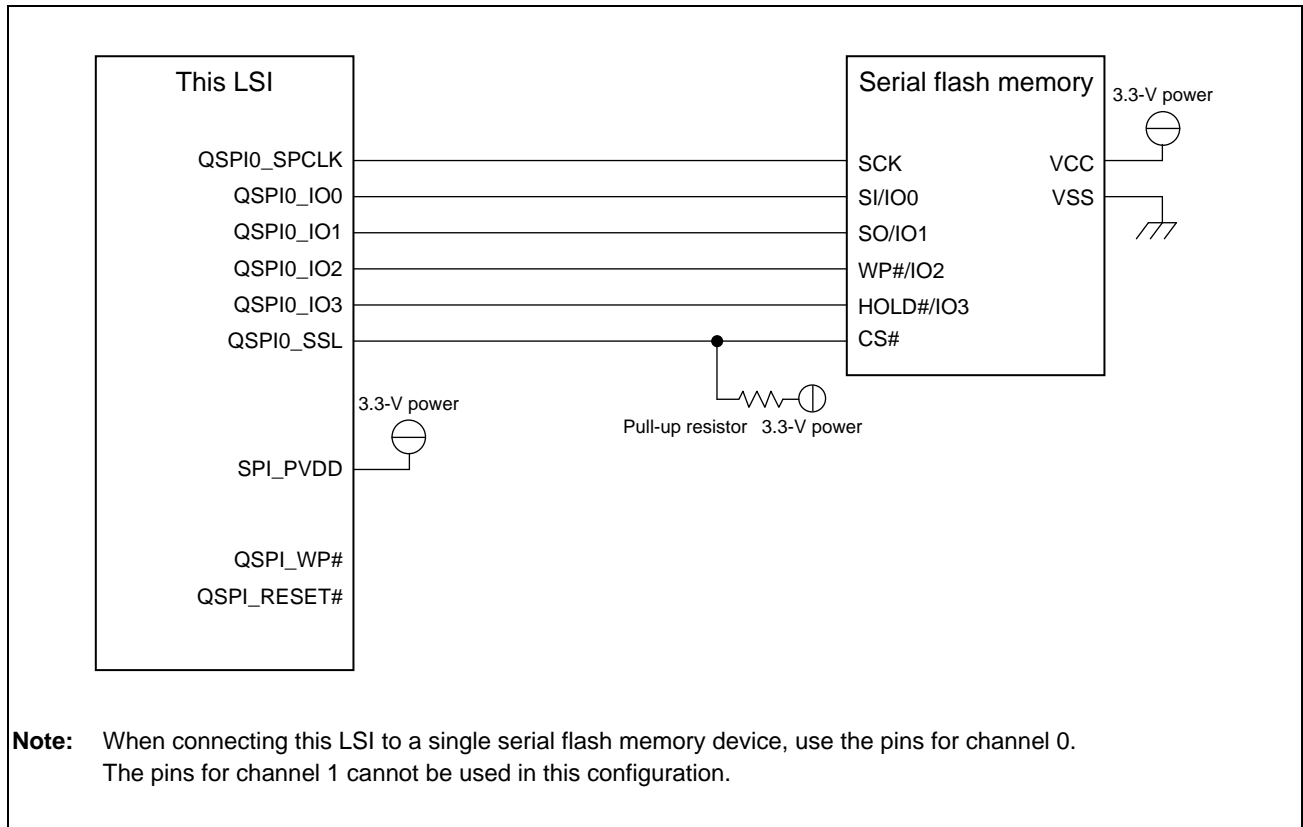 This LSI
Serial flash memory
3.3-V power
QSPI0_SPCLK
SCK
VCC
QSPI0_IO0
SI/IO0
VSS
QSPI0_IO1
SO/IO1
QSPI0_IO2
WP#/IO2
QSPI0_IO3
HOLD#/IO3
QSPI0_SSL
CS#
3.3-V power
Pull-up resistor 3.3-V power
SPI_PVDD
QSPI_WP#
QSPI_RESET#
Note: When connecting this LSI to a single serial flash memory device, use the pins for channel 0.
The pins for channel 1 cannot be used in this configuration.